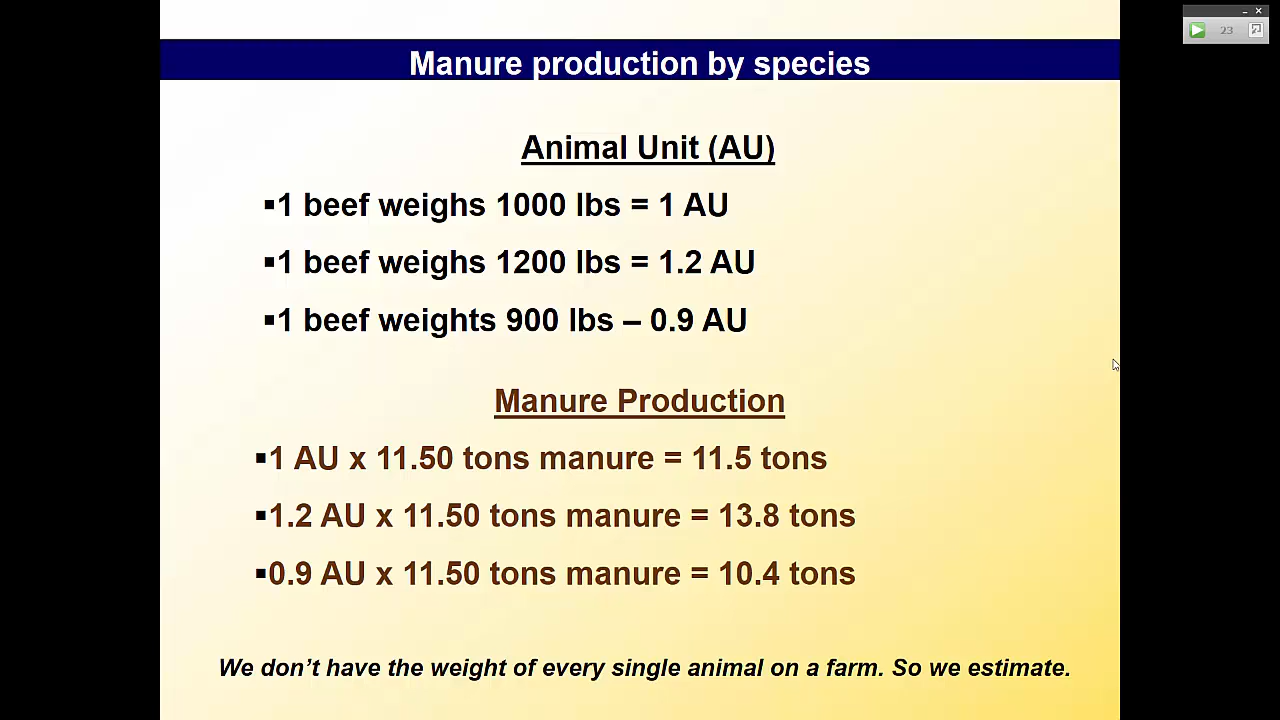 Manure production by species
23
Animal Unit (AU)
▪1 beef weighs 1000 lbs = 1 AU
▪1 beef weighs 1200 lbs = 1.2 AU
▪1 beef weights 900 lbs – 0.9 AU
Manure Production
▪1 AU x 11.50 tons manure = 11.5 tons
▪1.2 AU x 11.50 tons manure = 13.8 tons
▪0.9 AU x 11.50 tons manure = 10.4 tons
We don’t have the weight of every single animal on a farm. So we estimate.